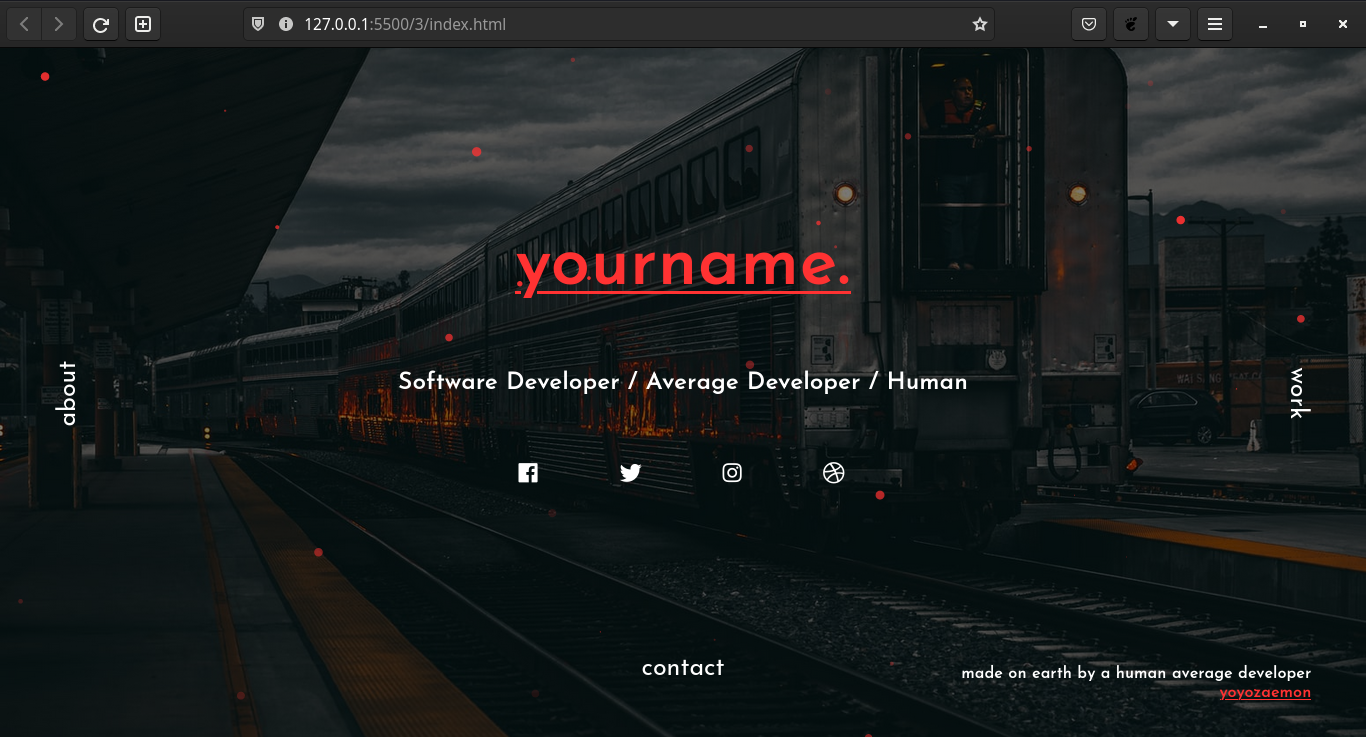 127.0.0.1:5500/3/index.html
.yourname.
about
Software Developer / Average Developer / Human
work
contact
made on earth by a human average developer
yoyozaemon